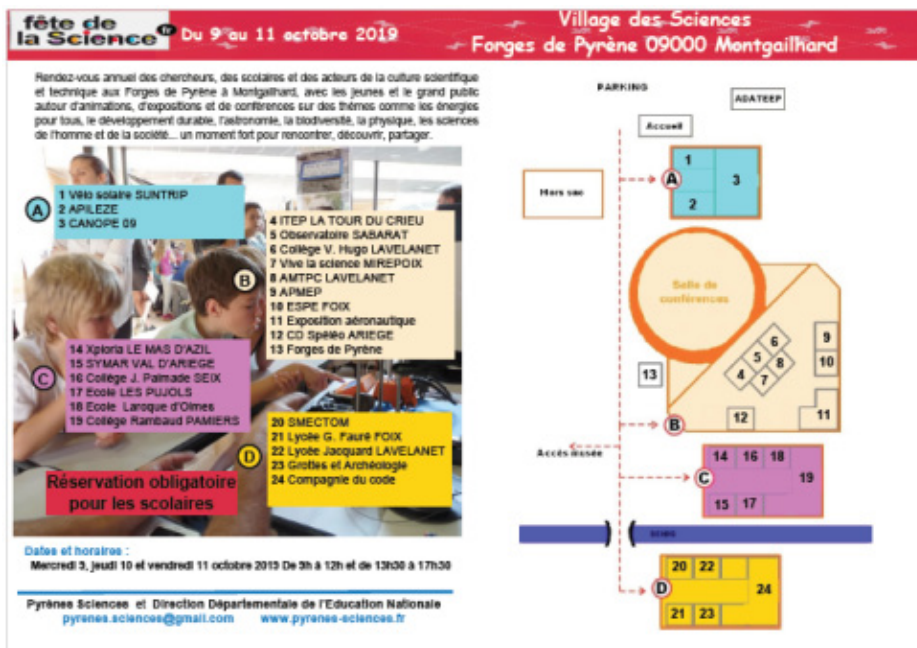 fête de
la Science.fr
Du 9 au 11 octobre 2019
Village des Sciences
Forges de Pyrène 09000 Montgailhard
Rendez-vous annuel des chercheurs, des scolaires et des acteurs de la culture scientifique
et technique aux Forges de Pyrène à Montgailhard, avec les jeunes et le grand public
autour d'animations, d'expositions et de conférences sur des thèmes comme les énergies
pour tous, le développement durable, l'astronomie, la biodiversité, la physique, les sciences
de l'homme et de la société... un moment fort pour rencontrer, découvrir, partager.
A
1 Vélo solaire SUNTRIP
2 APILEZE
3 CANOPE 09
B
4 ITEP LA TOUR DU CRIEU
5 Observatoire SABARAT
6 Collège V. Hugo LAVELANET
7 Vive la science MIREPOIX
8 AMTPC LAVELANET
9 APMEP
10 ESPE FOIX
11 Exposition aéronautique
12 CD Spéléo ARIEGE
13 Forges de Pyrène
C
14 Xploria LE MAS D'AZIL
15 SYMAR VAL D'ARIEGE
16 Collège J. Palmade SEIX
17 Ecole LES PUJOLS
18 Ecole Laroque d'Olmes
19 Collège Rambaud PAMIERS
D
20 SMECTOM
21 Lycée G. Fauré FOIX
22 Lycée Jacquard LAVELANET
23 Grottes et Archéologie
24 Compagnie du code
Réservation obligatoire
pour les scolaires
Dates et horaires :
Mercredi 9, jeudi 10 et vendredi 11 octobre 2019 De 9h à 12h et de 13h30 à 17h30
Pyrènes Sciences et Direction Départementale de l'Education Nationale
pyrenes.sciences@gmail.com www.pyrenes-sciences.fr
PARKING
ADATEEP
Accueil
Hors sac
A
1
2
3
Salle de
conférences
4
5
6
7
8
9
10
11
12
13
B
Accès musée
C
14 16 18
19
15 17
D
20 22
24
21 23